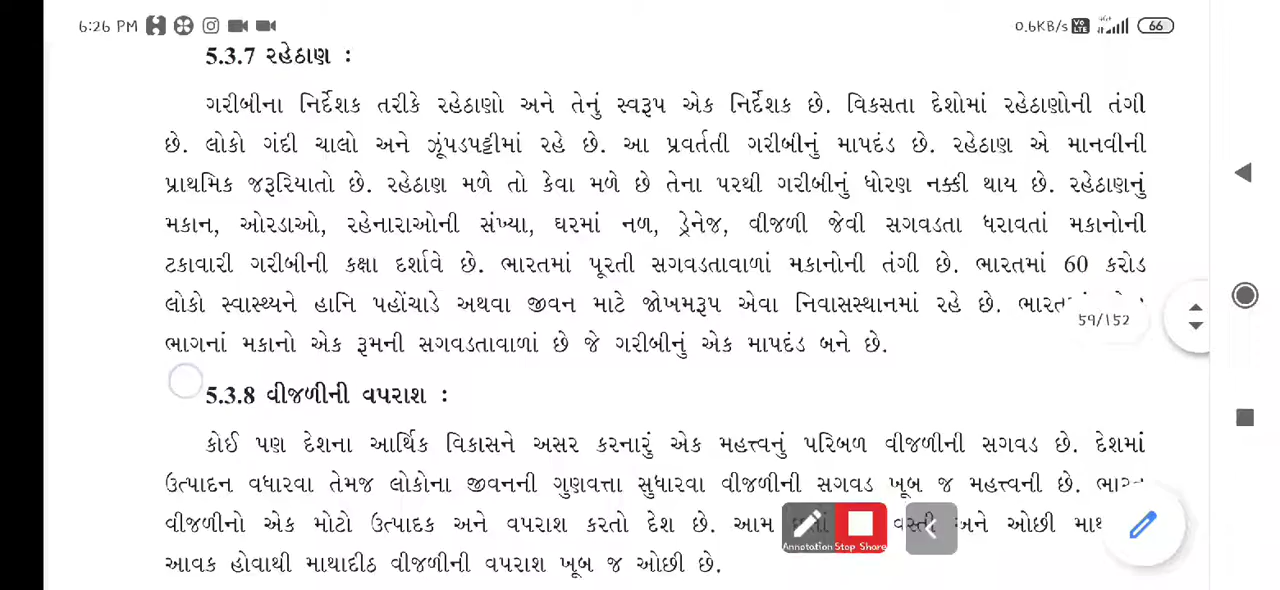 6:26 PM 0.6KB/s Vo LTE 66
5.3.7 રહેઠાણ :
ગરીબીના નિર્દેશક તરીકે રહેઠાણો અને તેનું સ્વરૂપ એક નિર્દેશક છે. વિકસતા દેશોમાં રહેઠાણોની તંગી
છે. લોકો ગંદી ચાલો અને ઝૂંપડપટ્ટીમાં રહે છે. આ પ્રવર્તતી ગરીબીનું માપદંડ છે. રહેઠાણ એ માનવીની
પ્રાથમિક જરૂરિયાતો છે. રહેઠાણ મળે તો કેવા મળે છે તેના પરથી ગરીબીનું ધોરણ નક્કી થાય છે. રહેઠાણનું
મકાન, ઓરડાઓ, રહેનારાઓની સંખ્યા, ઘરમાં નળ, ડ્રેનેજ, વીજળી જેવી સગવડતા ધરાવતાં મકાનોની
ટકાવારી ગરીબીની કક્ષા દર્શાવે છે. ભારતમાં પૂરતી સગવડતાવાળાં મકાનોની તંગી છે. ભારતમાં 60 કરોડ
લોકો સ્વાસ્થ્યને હાનિ પહોંચાડે અથવા જીવન માટે જોખમરૂપ એવા નિવાસસ્થાનમાં રહે છે.
59/152
ભાગનાં મકાનો એક રૂમની સગવડતાવાળાં છે જે ગરીબીનું એક માપદંડ બને છે.
5.3.8 વીજળીની વપરાશ :
કોઈ પણ દેશના આર્થિક વિકાસને અસર કરનારું એક મહત્ત્વનું પરિબળ વીજળીની સગવડ છે. દેશમાં
ઉત્પાદન વધારવા તેમજ લોકોના જીવનની ગુણવત્તા સુધારવા વીજળીની સગવડ ખૂબ જ મહત્ત્વની છે.
વીજળીનો એક મોટો ઉત્પાદક અને વપરાશ કરતો દેશ છે. આમ વસ્તી અને ઓછી
Annotation Stop Share
આવક હોવાથી માથાદીઠ વીજળીની વપરાશ ખૂબ જ ઓછી છે.